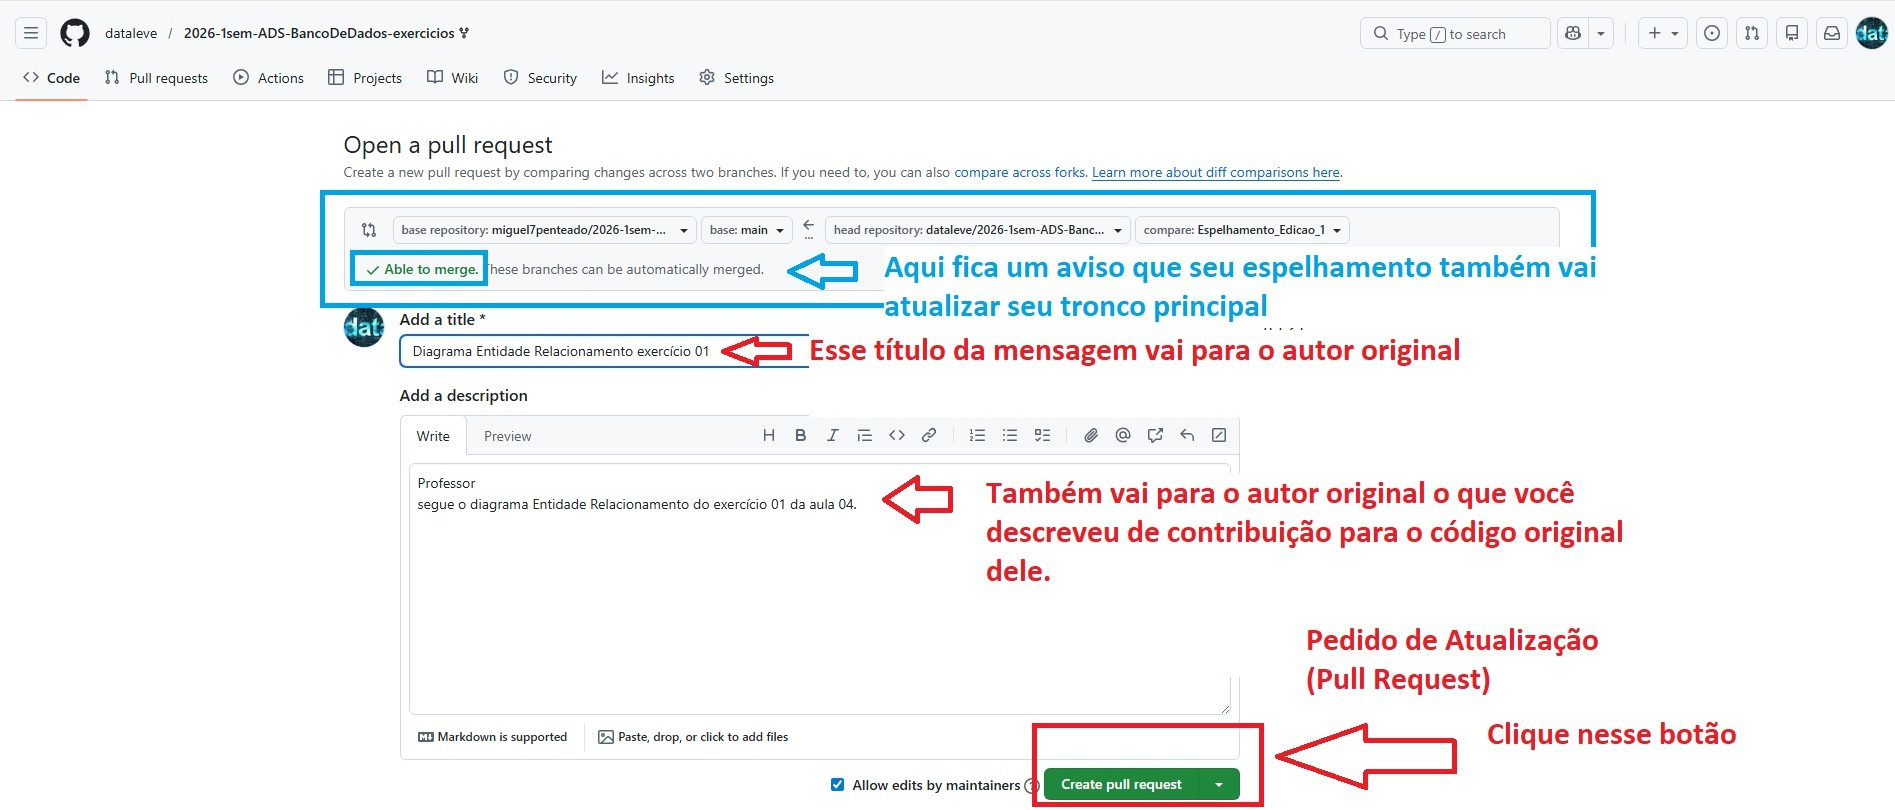 dataleve / 2026-1sem-ADS-BancoDeDados-exercicios
Type / to search
Code Pull requests Actions Projects Wiki Security Insights Settings
Open a pull request
Create a new pull request by comparing changes across two branches. If you need to, you can also compare across forks. Learn more about diff comparisons here.
base repository: miguel7penteado/2026-1sem-... base: main ... head repository: dataleve/2026-1sem-ADS-Banc... compare: Espelhamento_Edicao_1
Able to merge. These branches can be automatically merged.
Aqui fica um aviso que seu espelhamento também vai
atualizar seu tronco principal
dat
Add a title *
Diagrama Entidade Relacionamento exercício 01
Esse título da mensagem vai para o autor original
Add a description
Write Preview
Professor
segue o diagrama Entidade Relacionamento do exercício 01 da aula 04.
Também vai para o autor original o que você
descreveu de contribuição para o código original
dele.
Pedido de Atualização
(Pull Request)
Clique nesse botão
Markdown is supported Paste, drop, or click to add files
Allow edits by maintainers Create pull request